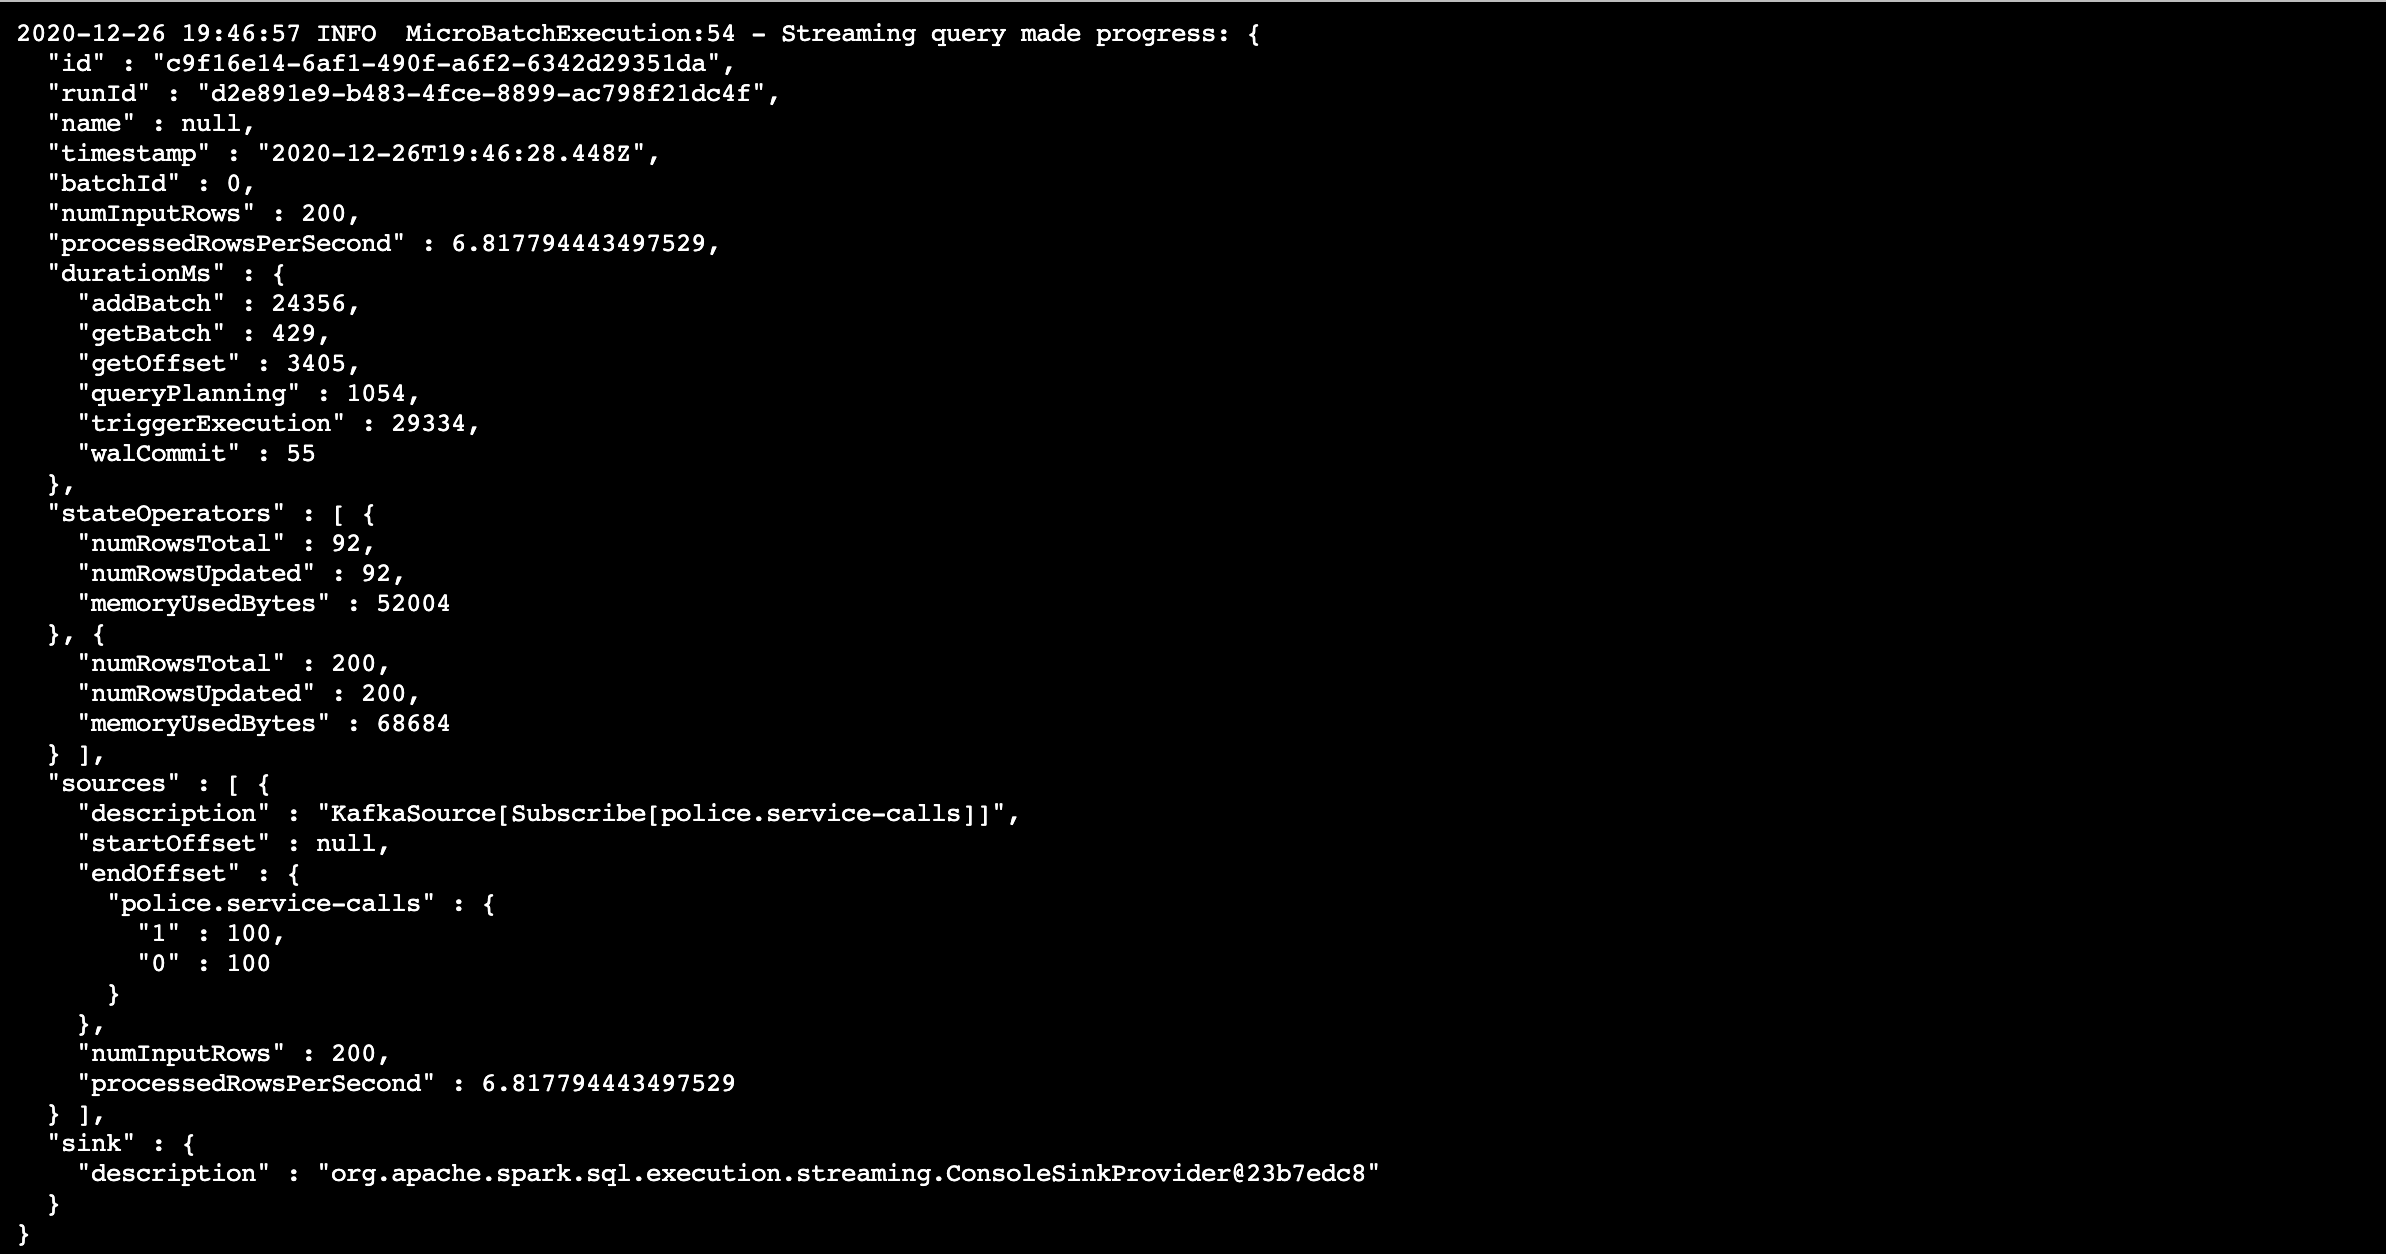 2020-12-26 19:46:57 INFO  MicroBatchExecution:54 - Streaming query made progress: {
  "id" : "c9f16e14-6af1-490f-a6f2-6342d29351da",
  "runId" : "d2e891e9-b483-4fce-8899-ac798f21dc4f",
  "name" : null,
  "timestamp" : "2020-12-26T19:46:28.448Z",
  "batchId" : 0,
  "numInputRows" : 200,
  "processedRowsPerSecond" : 6.817794443497529,
  "durationMs" : {
    "addBatch" : 24356,
    "getBatch" : 429,
    "getOffset" : 3405,
    "queryPlanning" : 1054,
    "triggerExecution" : 29334,
    "walCommit" : 55
  },
  "stateOperators" : [ {
    "numRowsTotal" : 92,
    "numRowsUpdated" : 92,
    "memoryUsedBytes" : 52004
  }, {
    "numRowsTotal" : 200,
    "numRowsUpdated" : 200,
    "memoryUsedBytes" : 68684
  } ],
  "sources" : [ {
    "description" : "KafkaSource[Subscribe[police.service-calls]]",
    "startOffset" : null,
    "endOffset" : {
      "police.service-calls" : {
        "1" : 100,
        "0" : 100
      }
    },
    "numInputRows" : 200,
    "processedRowsPerSecond" : 6.817794443497529
  } ],
  "sink" : {
    "description" : "org.apache.spark.sql.execution.streaming.ConsoleSinkProvider@23b7edc8"
  }
}